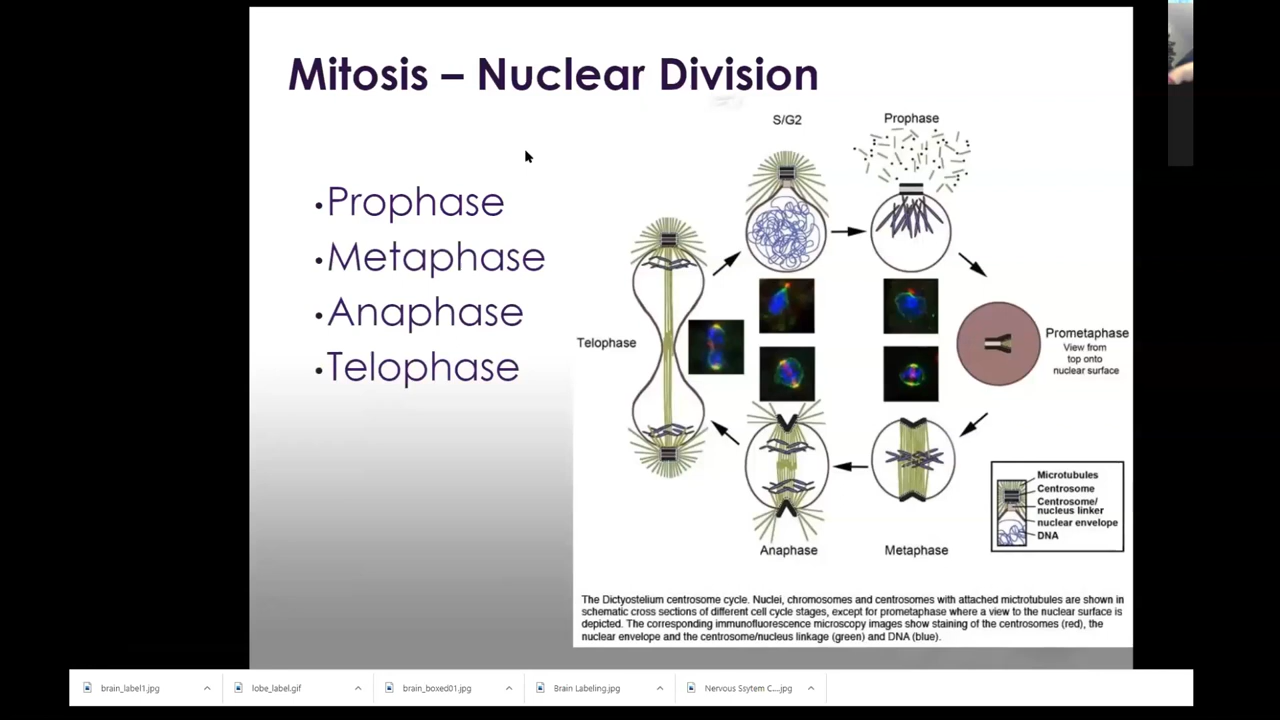 Mitosis – Nuclear Division
•Prophase
•Metaphase
•Anaphase
•Telophase
S/G2
Prophase
Telophase
Prometaphase
View from
top onto
nuclear surface
Anaphase
Metaphase
Microtubules
Centrosome
Centrosome/
nucleus linker
nuclear envelope
DNA
The Dictyostelium centrosome cycle. Nuclei, chromosomes and centrosomes with attached microtubules are shown in
schematic cross sections of different cell cycle stages, except for prometaphase where a view to the nuclear surface is
depicted. The corresponding immunofluorescence microscopy images show staining of the centrosomes (red), the
nuclear envelope and the centrosome/nucleus linkage (green) and DNA (blue).
brain_label1.jpg
lobe_label.gif
brain_boxed01.jpg
Brain Labeling.jpg
Nervous Ssytem C....jpg